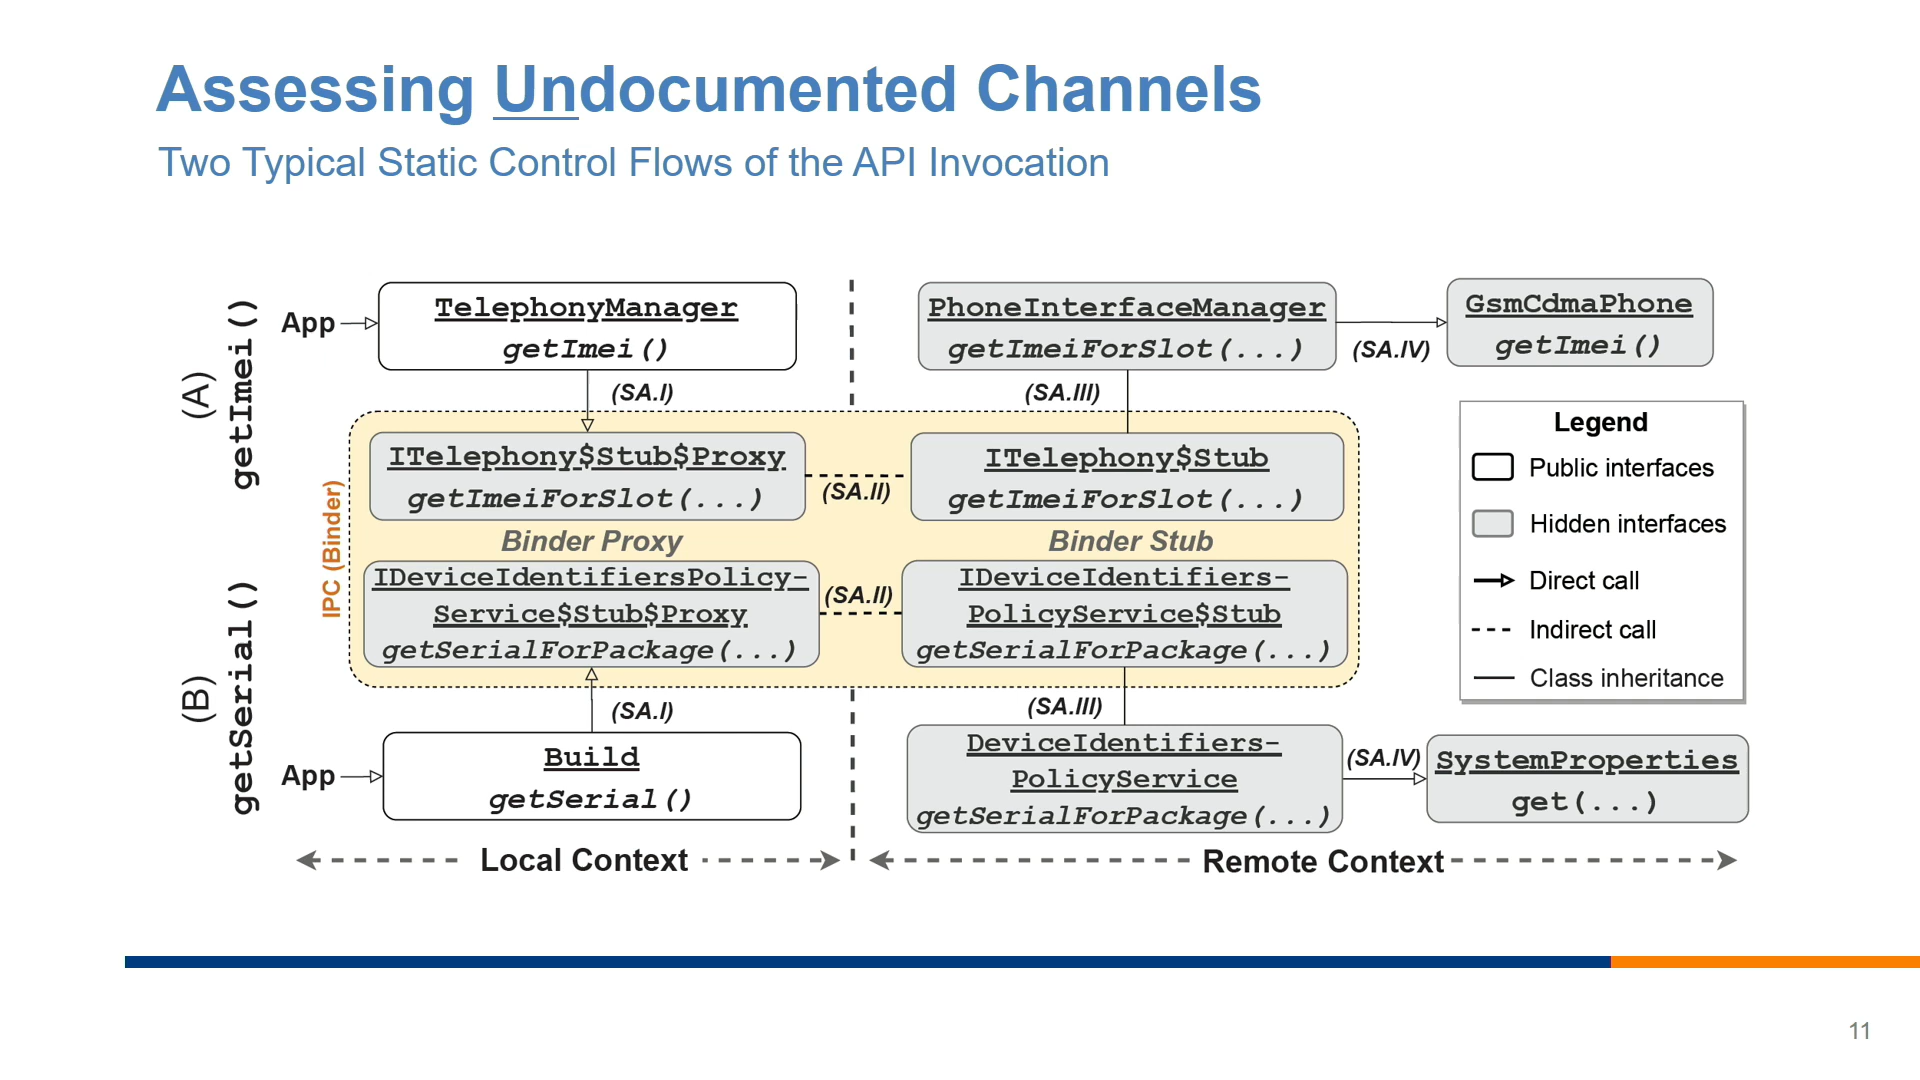 Assessing Undocumented Channels
Two Typical Static Control Flows of the API Invocation
(A)
getImei()
App
TelephonyManager
getImei()
(SA.I)
PhoneInterfaceManager
getImeiForSlot(...)
(SA.III)
(SA.IV)
GsmCdmaPhone
getImei()
IPC (Binder)
ITelephony$Stub$Proxy
getImeiForSlot(...)
(SA.II)
ITelephony$Stub
getImeiForSlot(...)
Binder Proxy
Binder Stub
IDeviceIdentifiersPolicy-
Service$Stub$Proxy
getSerialForPackage(...)
(SA.II)
IDeviceIdentifiers-
PolicyService$Stub
getSerialForPackage(...)
(B)
getSerial()
(SA.I)
App
Build
getSerial()
(SA.III)
DeviceIdentifiers-
PolicyService
getSerialForPackage(...)
(SA.IV)
SystemProperties
get(...)
Legend
Public interfaces
Hidden interfaces
Direct call
Indirect call
Class inheritance
Local Context
Remote Context
11